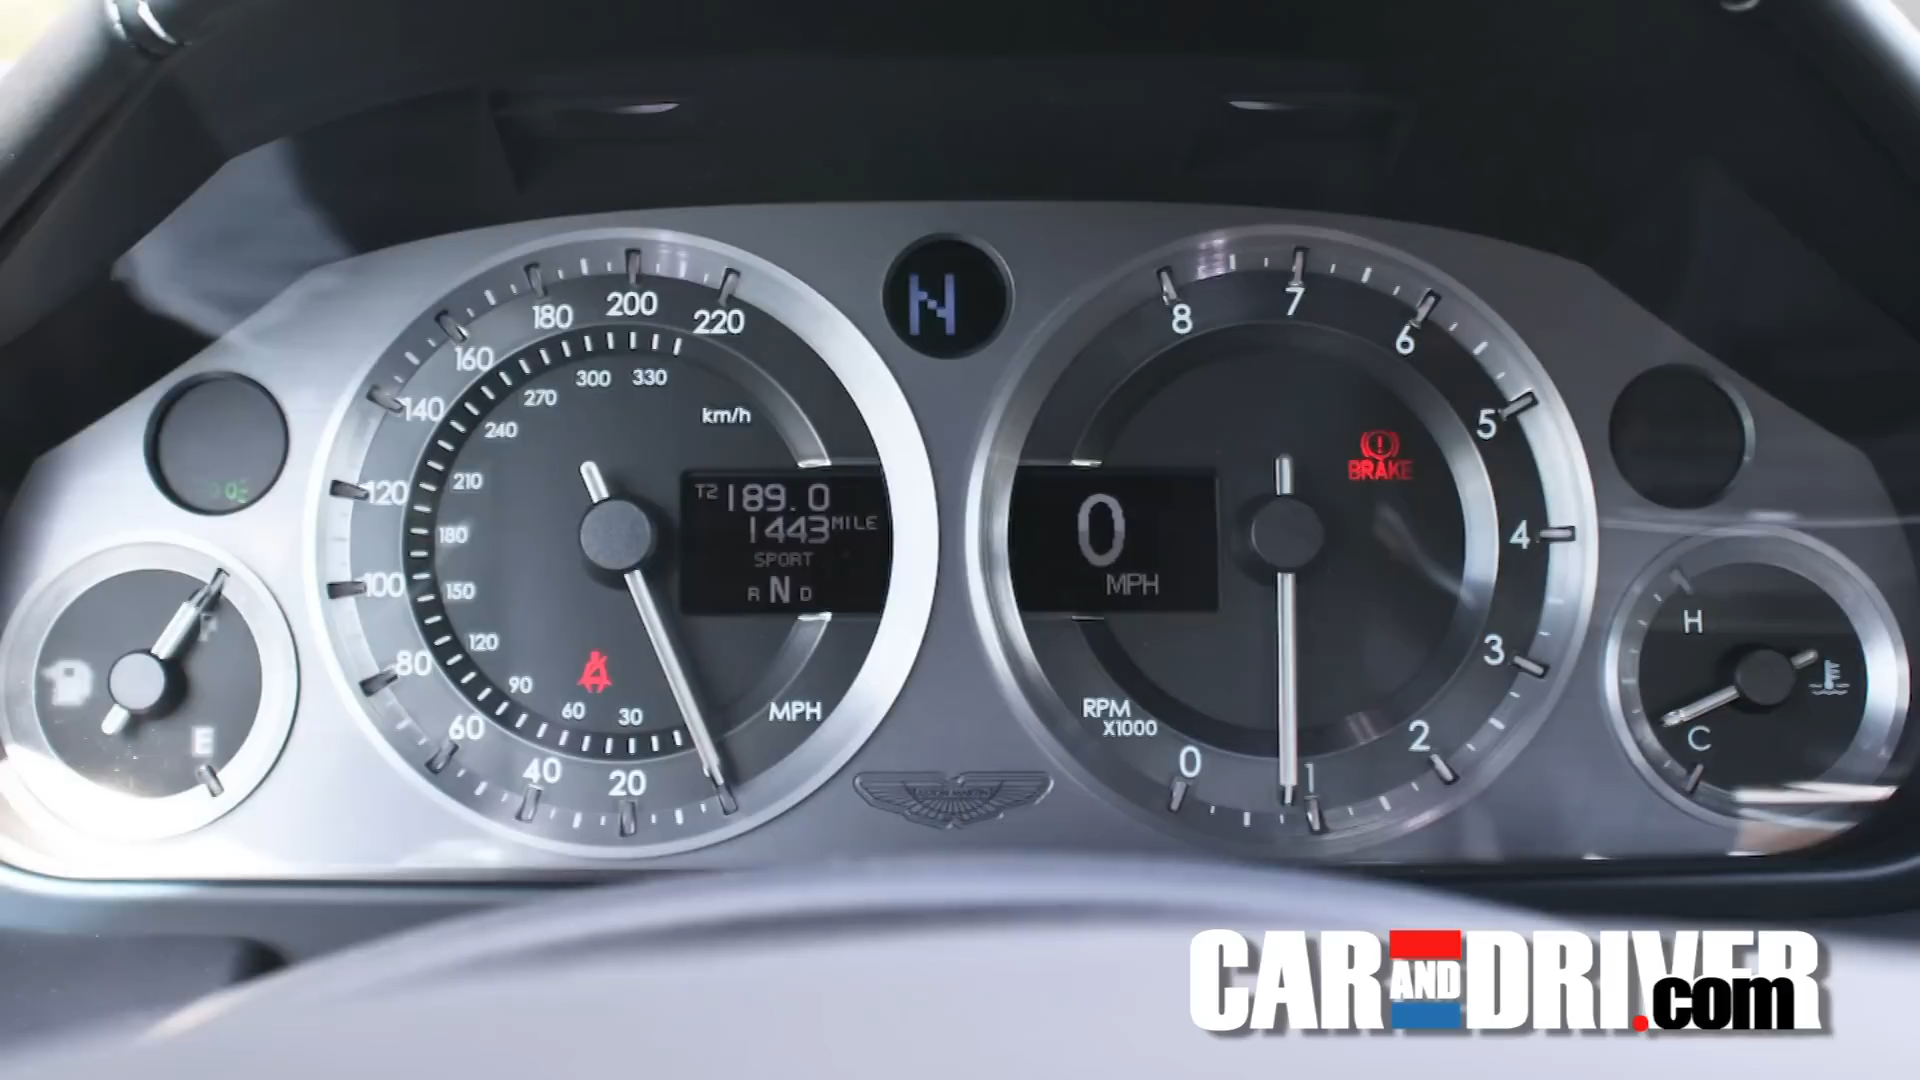 N
180 200 220
160
140
120
100
80
60
40 20
300 330
270
240
210
180
150
120
90
60 30
km/h
MPH
T2 189.0
1443 MILE
SPORT
R N D
F
E
ASTON MARTIN
8 7 6 5 4 3 2 1 0
BRAKE
0
MPH
RPM
X1000
H
C
CAR AND DRIVER
.com